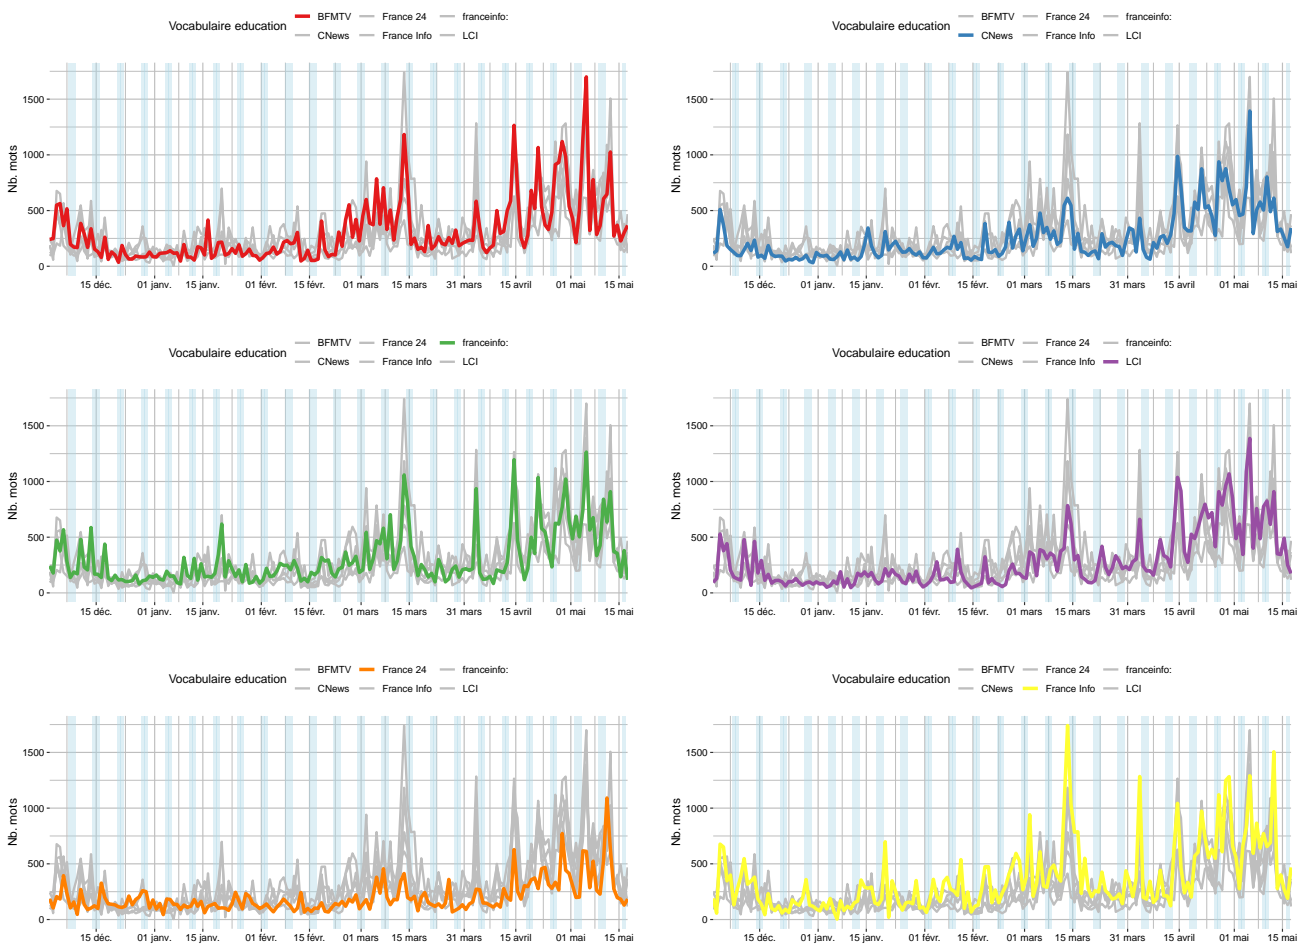 Vocabulaire education
BFMTV France 24 franceinfo:
CNews France Info LCI
Nb. mots
1500
1000
500
0
15 déc. 01 janv. 15 janv. 01 févr. 15 févr. 01 mars 15 mars 31 mars 15 avril 01 mai 15 mai
Vocabulaire education
BFMTV France 24 franceinfo:
CNews France Info LCI
Nb. mots
1500
1000
500
0
15 déc. 01 janv. 15 janv. 01 févr. 15 févr. 01 mars 15 mars 31 mars 15 avril 01 mai 15 mai
Vocabulaire education
BFMTV France 24 franceinfo:
CNews France Info LCI
Nb. mots
1500
1000
500
0
15 déc. 01 janv. 15 janv. 01 févr. 15 févr. 01 mars 15 mars 31 mars 15 avril 01 mai 15 mai
Vocabulaire education
BFMTV France 24 franceinfo:
CNews France Info LCI
Nb. mots
1500
1000
500
0
15 déc. 01 janv. 15 janv. 01 févr. 15 févr. 01 mars 15 mars 31 mars 15 avril 01 mai 15 mai
Vocabulaire education
BFMTV France 24 franceinfo:
CNews France Info LCI
Nb. mots
1500
1000
500
0
15 déc. 01 janv. 15 janv. 01 févr. 15 févr. 01 mars 15 mars 31 mars 15 avril 01 mai 15 mai
Vocabulaire education
BFMTV France 24 franceinfo:
CNews France Info LCI
Nb. mots
1500
1000
500
0
15 déc. 01 janv. 15 janv. 01 févr. 15 févr. 01 mars 15 mars 31 mars 15 avril 01 mai 15 mai